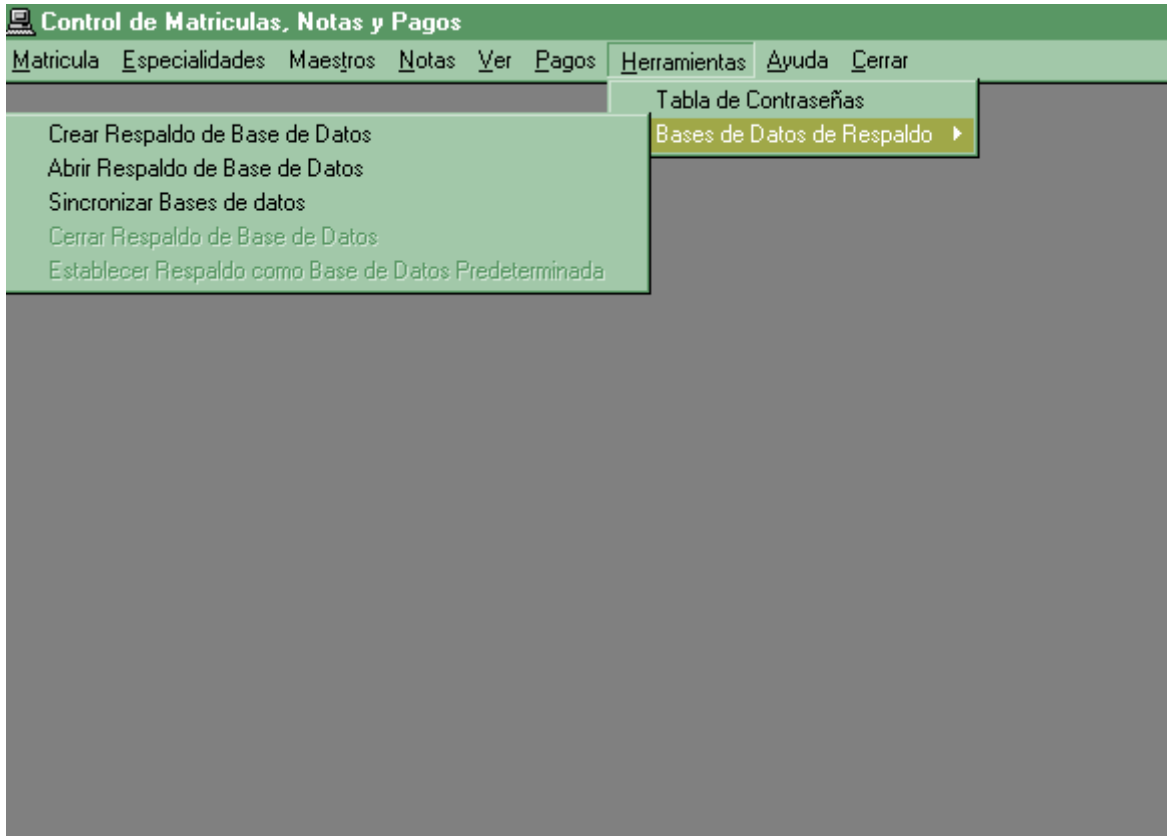 Control de Matriculas, Notas y Pagos
Matricula Especialidades Maestros Notas Ver Pagos Herramientas Ayuda Cerrar
Tabla de Contraseñas
Bases de Datos de Respaldo
Crear Respaldo de Base de Datos
Abrir Respaldo de Base de Datos
Sincronizar Bases de datos
Cerrar Respaldo de Base de Datos
Establecer Respaldo como Base de Datos Predeterminada